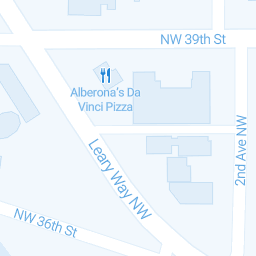 NW 39th St
Alberona's Da
Vinci Pizza
Leary Way NW
2nd Ave NW
NW 36th St